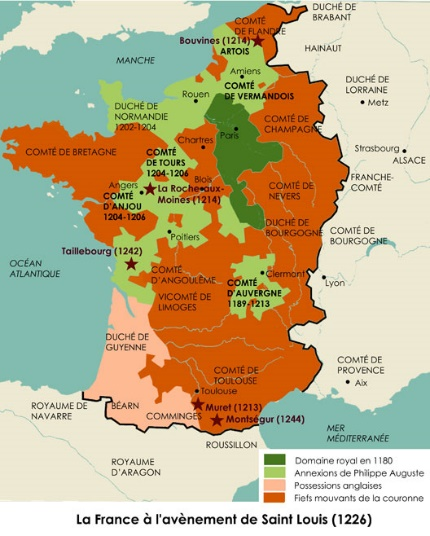 DUCHÉ DE
BRABANT
COMTÉ
DE FLANDRE
Bouvines (1214)
ARTOIS
HAINAUT
MANCHE
Amiens
COMTÉ
DE VERMANDOIS
DUCHÉ DE
LORRAINE
Metz
Rouen
DUCHÉ DE
NORMANDIE
1202-1204
COMTÉ DE
CHAMPAGNE
Paris
Chartres
Strasbourg
ALSACE
COMTÉ DE BRETAGNE
COMTÉ
DE TOURS
1204-1206
FRANCHE-
COMTÉ
Blois
Angers
La Roche-aux-
Moines (1214)
COMTÉ
D'ANJOU
1204-1206
COMTÉ DE
NEVERS
DUCHÉ DE
BOURGOGNE
COMTÉ DE
BOURGOGNE
Poitiers
Taillebourg (1242)
OCÉAN
ATLANTIQUE
COMTÉ
D'ANGOULÊME
Clermont
COMTÉ
D'AUVERGNE
1189-1213
Lyon
VICOMTÉ DE
LIMOGES
DUCHÉ DE
GUYENNE
COMTÉ DE
PROVENCE
Aix
COMTÉ DE
TOULOUSE
Toulouse
ROYAUME DE
NAVARRE
BÉARN
COMMINGES
Muret (1213)
Montségur (1244)
MER
MÉDITERRANÉE
ROUSSILLON
ROYAUME
D'ARAGON
Domaine royal en 1180
Annexions de Philippe Auguste
Possessions anglaises
Fiefs mouvants de la couronne
La France à l'avènement de Saint Louis (1226)